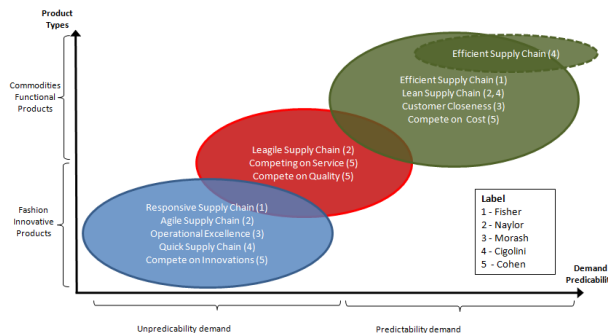 Product
Types
Efficient Supply Chain (4)
Commodities
Functional
Products
Efficient Supply Chain (1)
Lean Supply Chain (2, 4)
Customer Closeness (3)
Compete on Cost (5)
Leagile Supply Chain (2)
Competing on Service (5)
Compete on Quality (5)
Fashion
Innovative
Products
Responsive Supply Chain (1)
Agile Supply Chain (2)
Operational Excellence (3)
Quick Supply Chain (4)
Compete on Innovations (5)
Label
1 - Fisher
2 - Naylor
3 - Morash
4 - Cigolini
5 - Cohen
Demand
Predicability
Unpredicability demand
Predictability demand